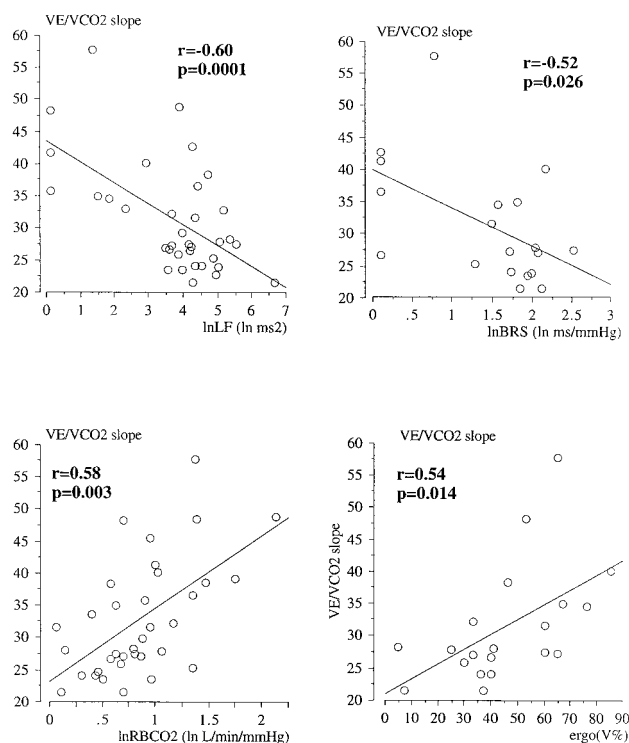 VE/VCO2 slope
60
55
50
45
40
35
30
25
20
r=-0.60
p=0.0001
0 1 2 3 4 5 6 7
lnLF (ln ms2)
VE/VCO2 slope
60
55
50
45
40
35
30
25
20
r=-0.52
p=0.026
0 .5 1 1.5 2 2.5 3
lnBRS (ln ms/mmHg)
VE/VCO2 slope
60
55
50
45
40
35
30
25
20
r=0.58
p=0.003
0 .5 1 1.5 2
lnRBCO2 (ln L/min/mmHg)
VE/VCO2 slope
VE/VCO2 slope
60
55
50
45
40
35
30
25
20
r=0.54
p=0.014
0 10 20 30 40 50 60 70 80 90
ergo(V%)